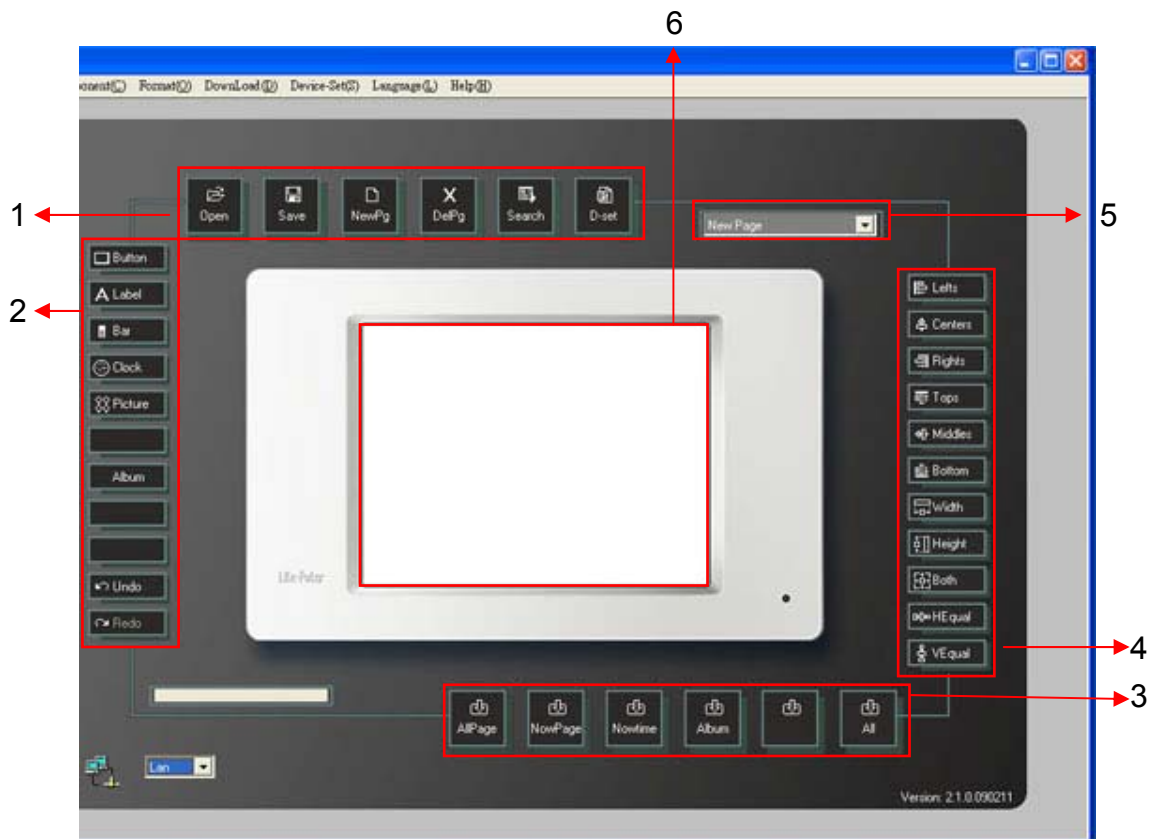 6
onent(C) Format(O) DownLoad(D) Device-Set(S) Language(L) Help(H)
1
Open Save NewPg DelPg Search D-set
New Page
5
2
Button
Label
Bar
Clock
Picture
Album
Undo
Redo
Lefts
Centers
Rights
Tops
Middles
Bottom
Width
Height
Both
HEqual
VEqual
4
3
AllPage NowPage Nowtime Album All
Lan
Version: 2.1.0.090211